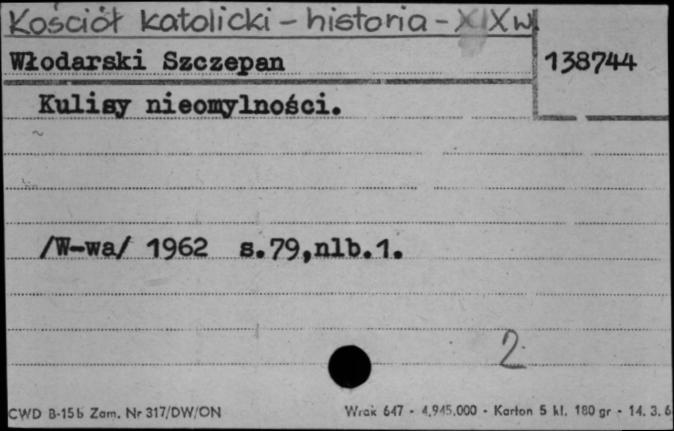 Kościół katolicki - historia - XIX w
Włodarski Szczepan
138744
Kulisy nieomylności.
/W-wa/ 1962 s.79,nlb.1.
2
CWD B-15b Zam. Nr 317/DW/ON
Wrak 647 - 4,945.000 - Karton 5 kl. 180 gr - 14. 3. 6